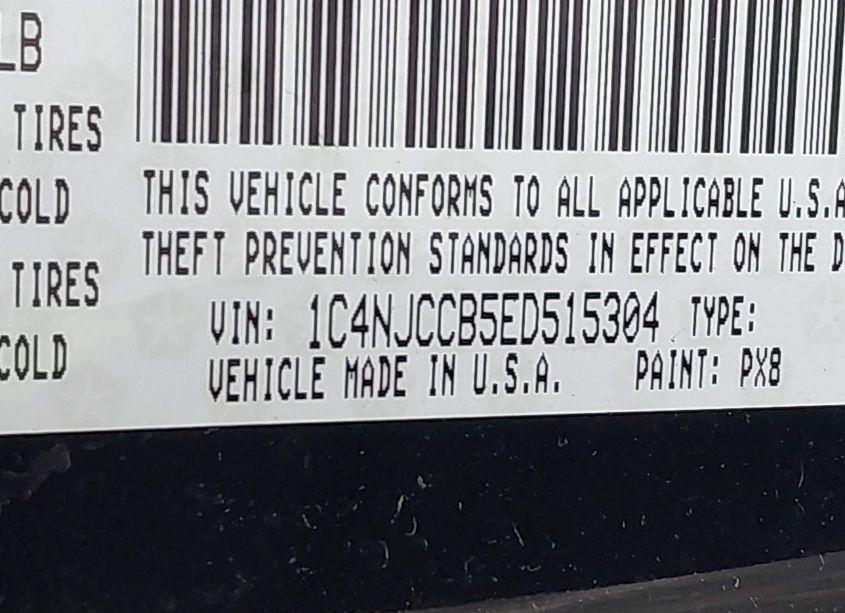 LB
TIRES
COLD
TIRES
COLD
THIS VEHICLE CONFORMS TO ALL APPLICABLE U.S.A
THEFT PREVENTION STANDARDS IN EFFECT ON THE D
VIN: 1C4NJCCB5ED515304 TYPE:
VEHICLE MADE IN U.S.A. PAINT: PX8